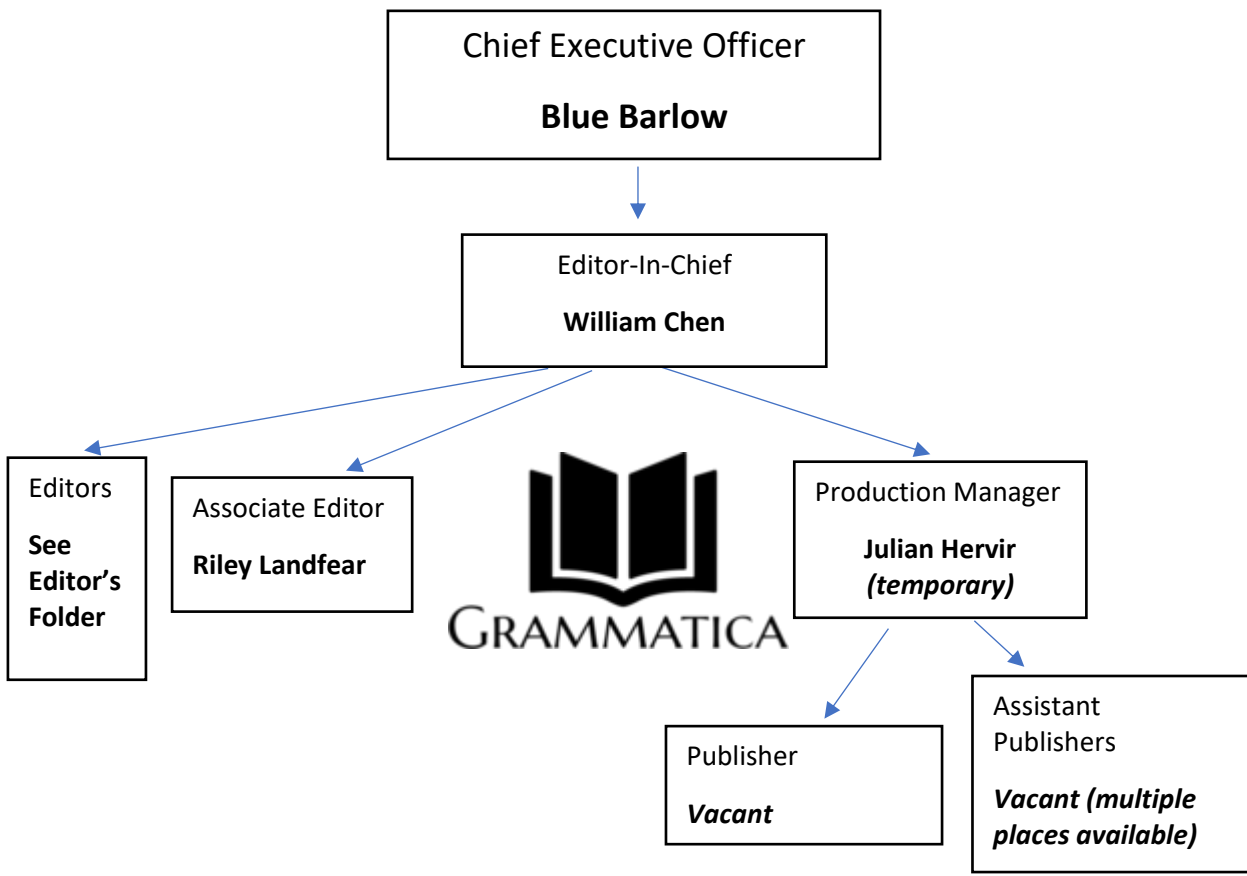 Chief Executive Officer
Blue Barlow
Editor-In-Chief
William Chen
Editors
See
Editor’s
Folder
Associate Editor
Riley Landfear
GRAMMATICA
Production Manager
Julian Hervir
(temporary)
Publisher
Vacant
Assistant
Publishers
Vacant (multiple
places available)